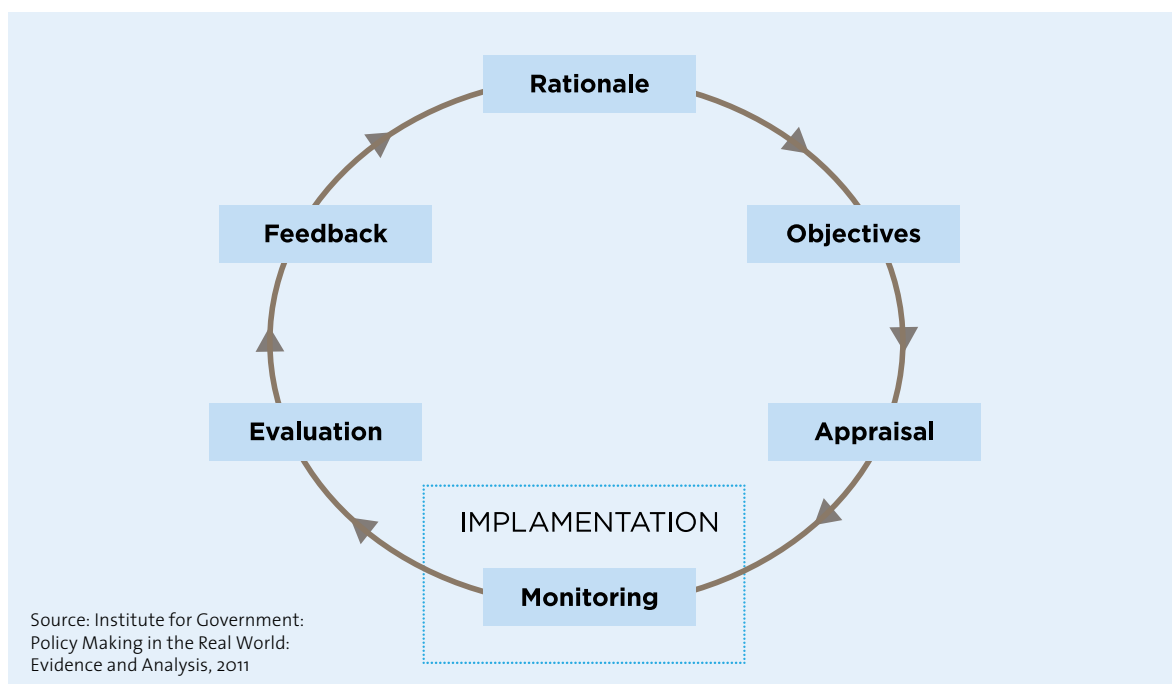 Rationale
Feedback
Objectives
Evaluation
Appraisal
IMPLAMENTATION
Monitoring
Source: Institute for Government:
Policy Making in the Real World:
Evidence and Analysis, 2011